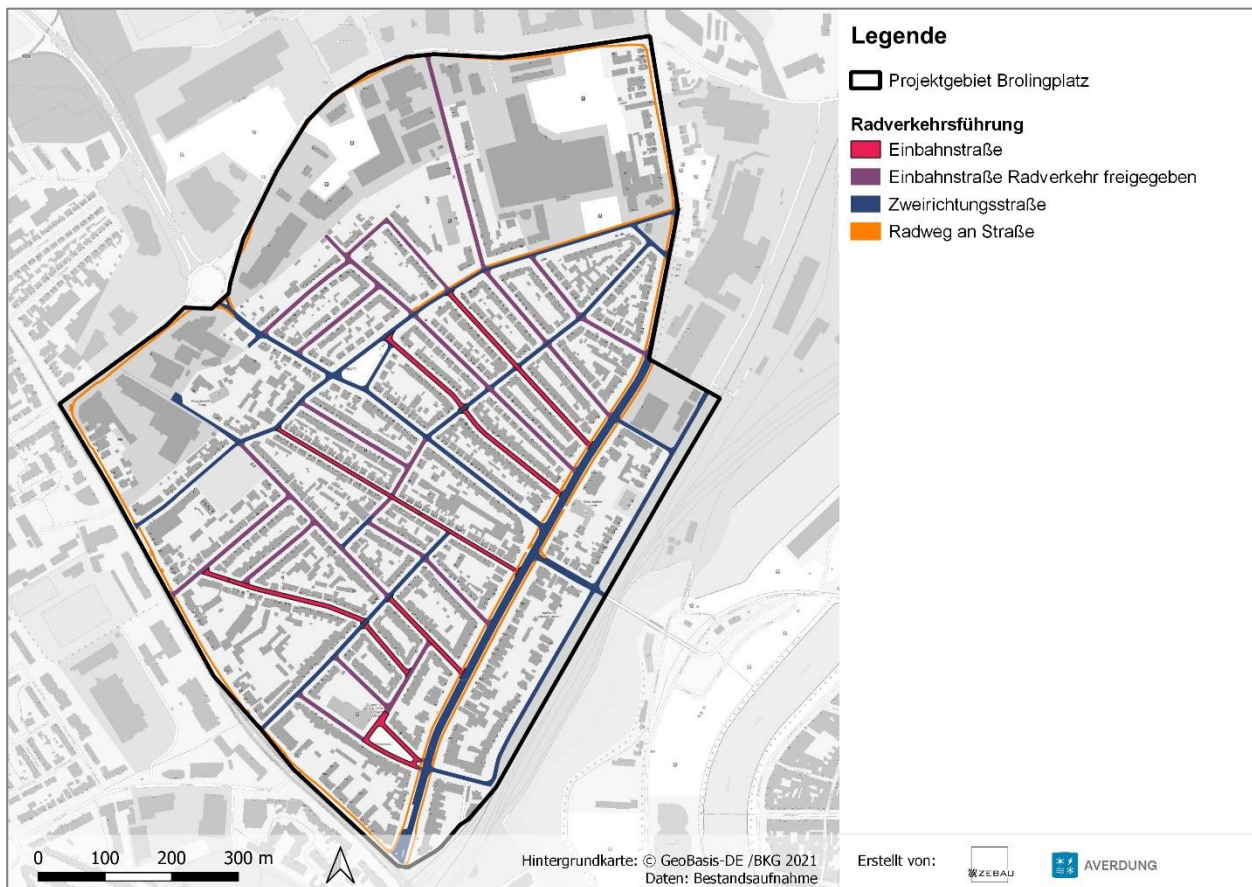 Legende
Projektgebiet Brolingplatz
Radverkehrsführung
Einbahnstraße
Einbahnstraße Radverkehr freigegeben
Zweirichtungsstraße
Radweg an Straße
0 100 200 300 m
Hintergrundkarte: © GeoBasis-DE /BKG 2021
Daten: Bestandsaufnahme
Erstellt von:
ZEBAU
AVERDUNG